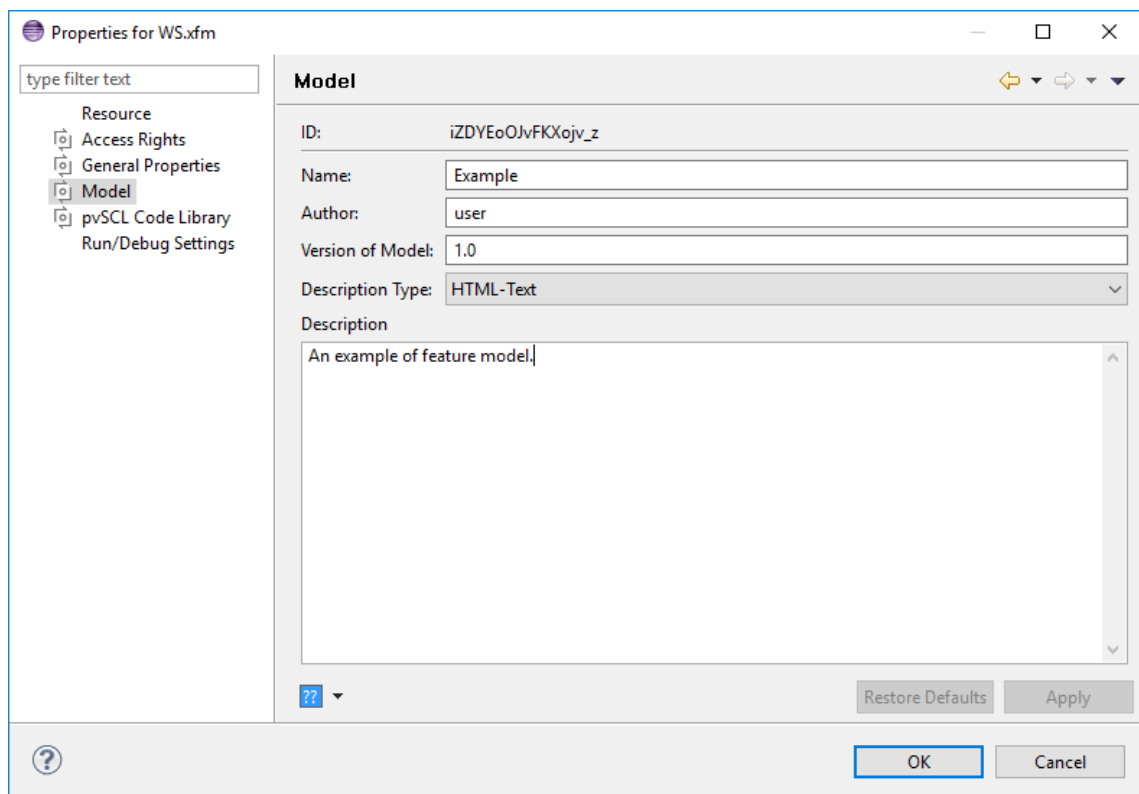 Properties for WS.xfm
type filter text
Resource
Access Rights
General Properties
Model
pvSCL Code Library
Run/Debug Settings
Model
ID: iZDYEoOJvFKXojv_z
Name: Example
Author: user
Version of Model: 1.0
Description Type: HTML-Text
Description
An example of feature model.
??
Restore Defaults Apply
? OK Cancel